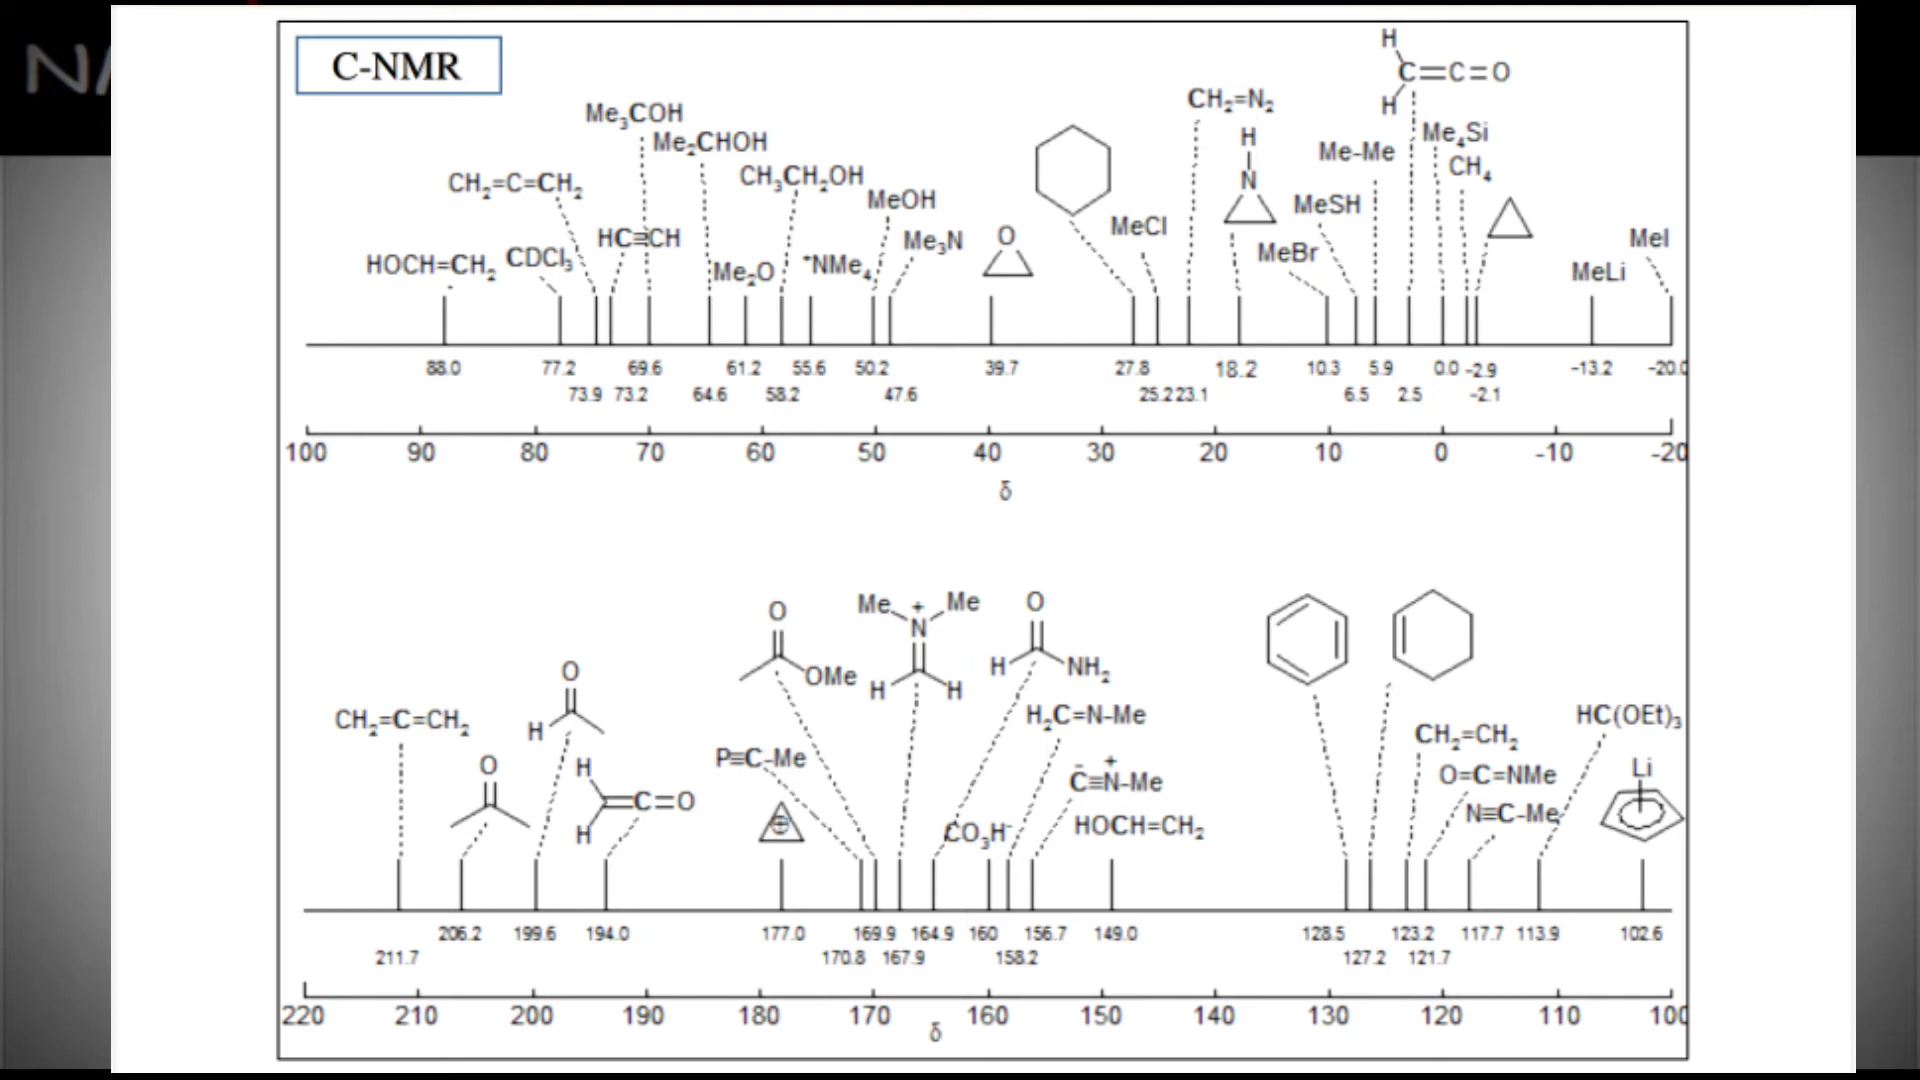 NA
C-NMR
H
C=C=O
H
CH₂=N₂
Me₃COH
Me₂CHOH
H
N
Me₄Si
Me-Me
CH₄
CH₂=C=CH₂
CH₃CH₂OH
MeOH
MeSH
MeCl
HC≡CH
Me₃N
O
MeI
HOCH=CH₂
CDCl₃
Me₂O
⁺NMe₄
MeBr
MeLi
88.0 77.2 69.6 61.2 55.6 50.2 39.7 27.8 18.2 10.3 5.9 0.0 -2.9 -13.2 -20.0
73.9 73.2 64.6 58.2 47.6 25.2 23.1 6.5 2.5 -2.1
100 90 80 70 60 50 40 30 20 10 0 -10 -20
δ
O
OMe
Me + Me
N
H H
O
H NH₂
O
H
CH₂=C=CH₂
H₂C=N-Me
HC(OEt)₃
CH₂=CH₂
O
P≡C-Me
H
C=O
H
⊕
- +
C≡N-Me
O=C=NMe
Li
CO₃H⁻
HOCH=CH₂
N≡C-Me
206.2 199.6 194.0 177.0 169.9 164.9 160 156.7 149.0 128.5 123.2 117.7 113.9 102.6
211.7 170.8 167.9 158.2 127.2 121.7
220 210 200 190 180 170 160 150 140 130 120 110 100
δ